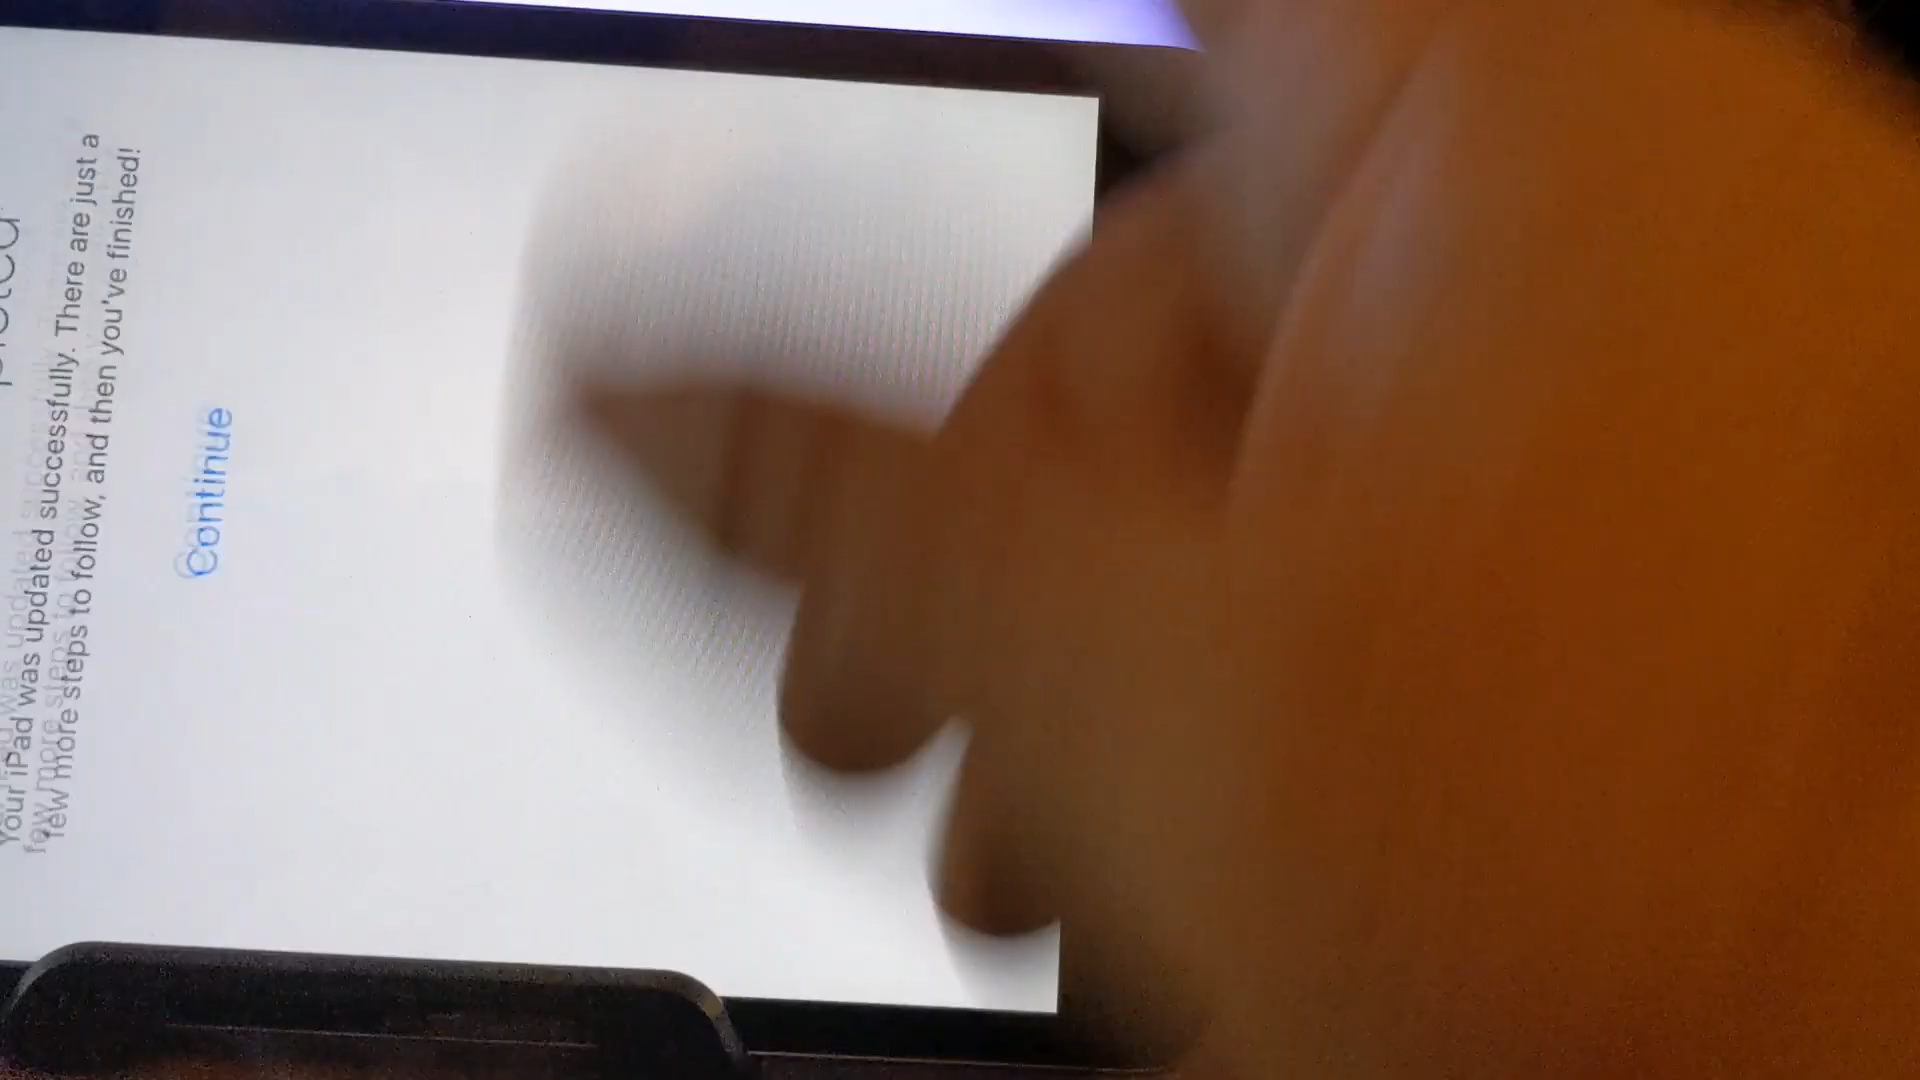 Your iPad was updated successfully. There are just a
few more steps to follow, and then you've finished!
Continue